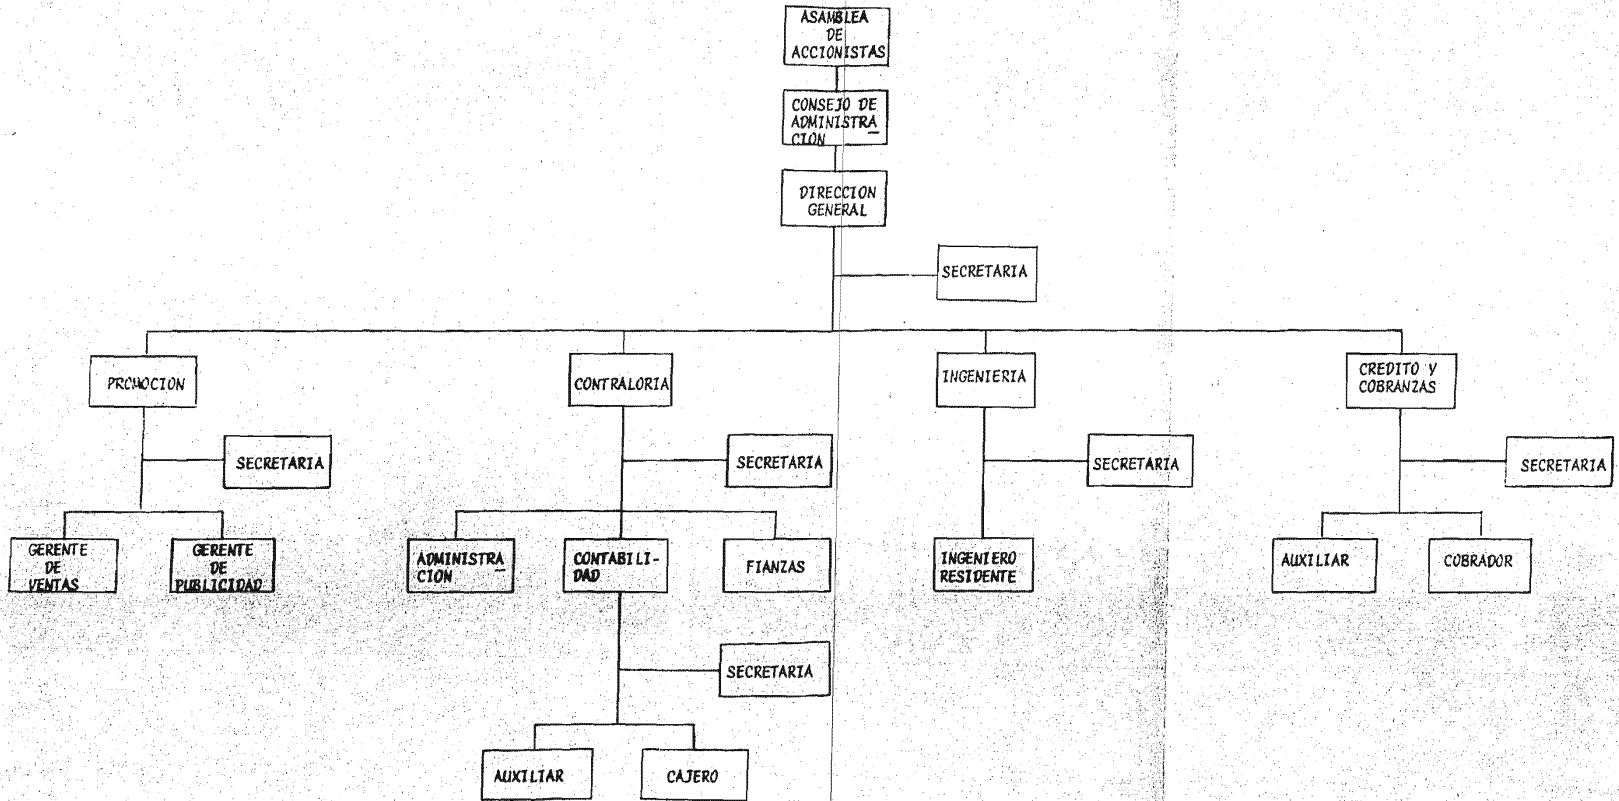 ASAMBLEA
DE
ACCIONISTAS
CONSEJO DE
ADMINISTRA
CION
DIRECCION
GENERAL
SECRETARIA
PROMOCION
CONTRALORIA
INGENIERIA
CREDITO Y
COBRANZAS
SECRETARIA
SECRETARIA
SECRETARIA
SECRETARIA
GERENTE
DE
VENTAS
GERENTE
DE
PUBLICIDAD
ADMINISTRA
CION
CONTABILI-
DAD
FIANZAS
INGENIERO
RESIDENTE
AUXILIAR
COBRADOR
SECRETARIA
AUXILIAR
CAJERO